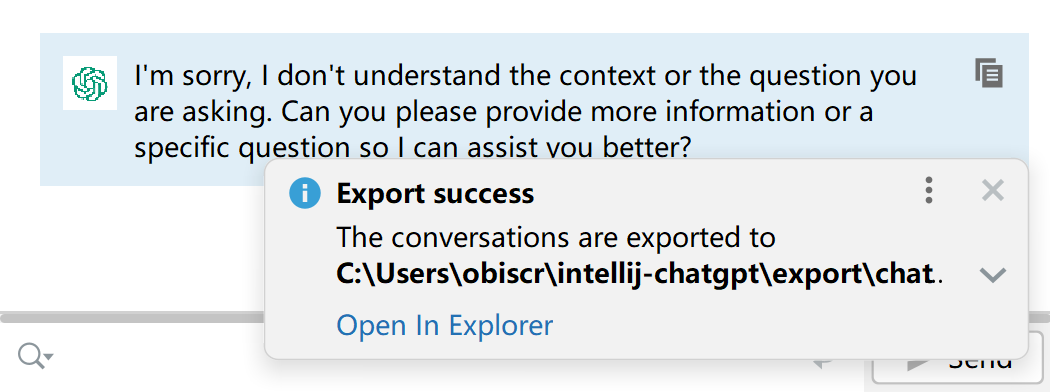 I'm sorry, I don't understand the context or the question you
are asking. Can you please provide more information or a
specific question so I can assist you better?
Export success
The conversations are exported to
C:\Users\obiscr\intellij-chatgpt\export\chat..
Open In Explorer
Send